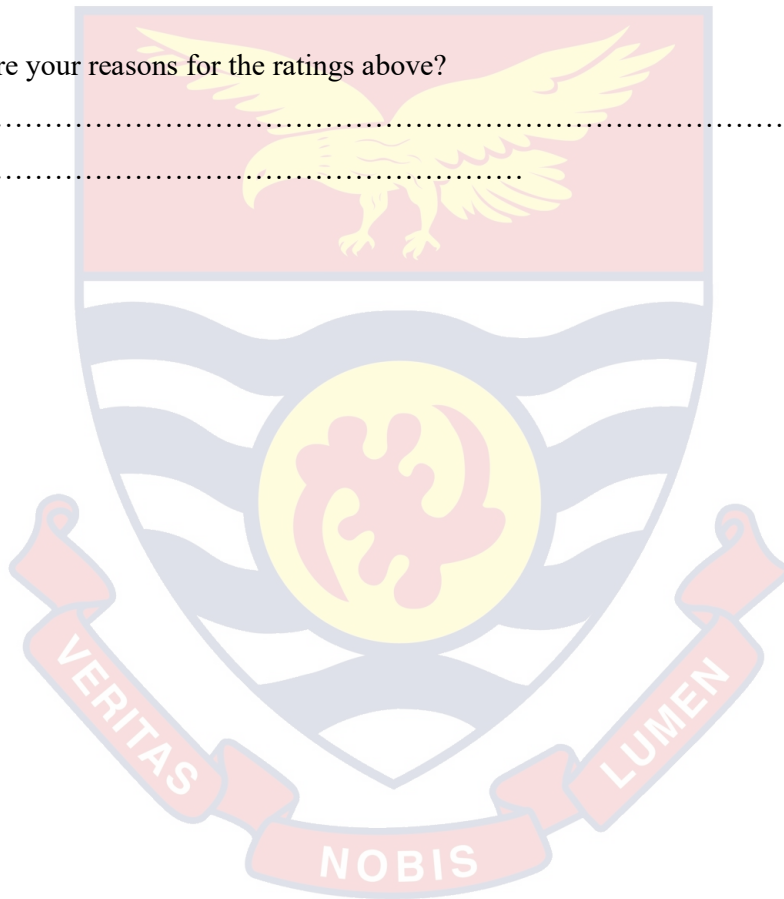 re your reasons for the ratings above?
……………………………………………………………………………
…………………………………………………
VERITAS
NOBIS
LUMEN